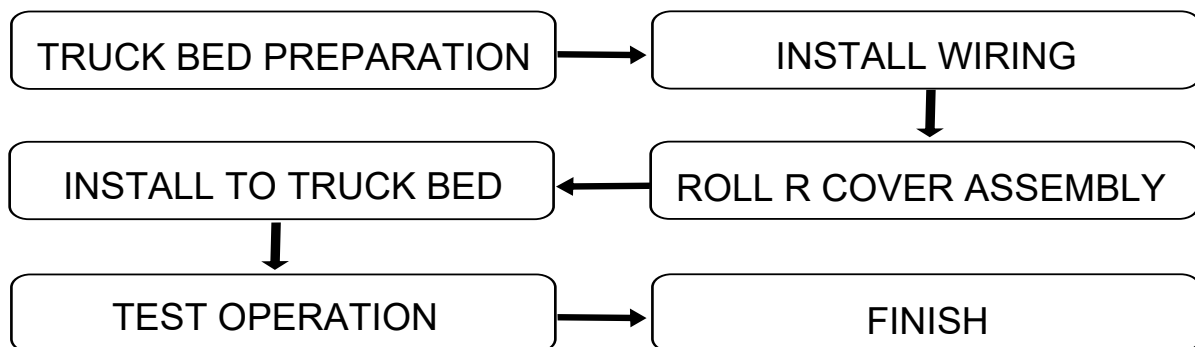 TRUCK BED PREPARATION
INSTALL WIRING
ROLL R COVER ASSEMBLY
INSTALL TO TRUCK BED
TEST OPERATION
FINISH